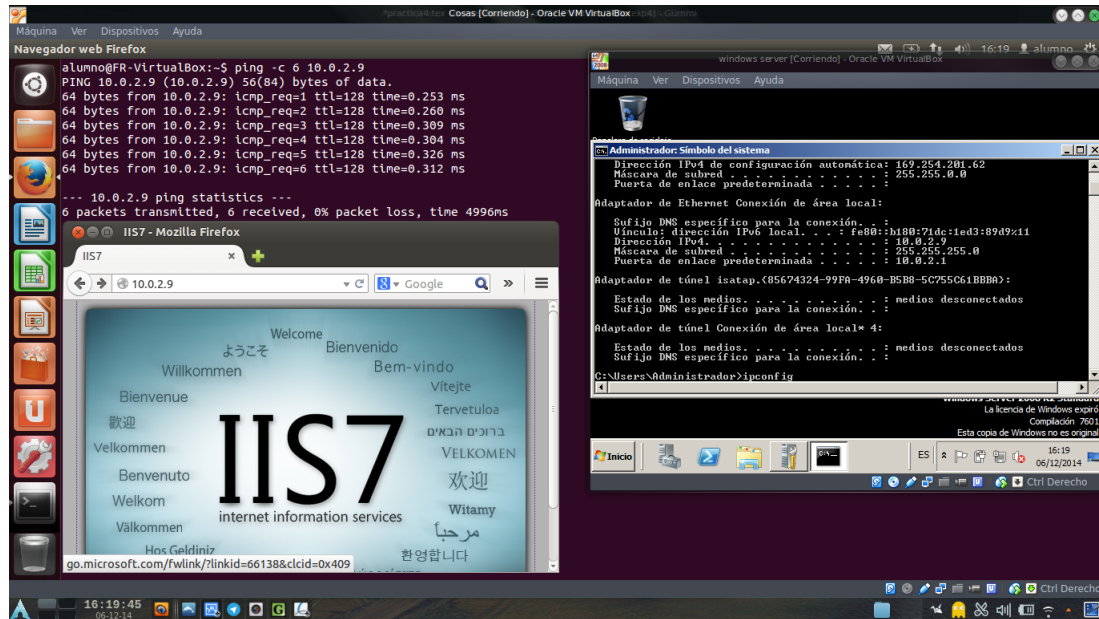 *practica4.tex
Cosas [Corriendo] - Oracle VM VirtualBox
Gummi
Máquina Ver Dispositivos Ayuda
Navegador web Firefox
16:19 alumno
alumno@FR-VirtualBox:~$ ping -c 6 10.0.2.9
PING 10.0.2.9 (10.0.2.9) 56(84) bytes of data.
64 bytes from 10.0.2.9: icmp_req=1 ttl=128 time=0.253 ms
64 bytes from 10.0.2.9: icmp_req=2 ttl=128 time=0.260 ms
64 bytes from 10.0.2.9: icmp_req=3 ttl=128 time=0.309 ms
64 bytes from 10.0.2.9: icmp_req=4 ttl=128 time=0.304 ms
64 bytes from 10.0.2.9: icmp_req=5 ttl=128 time=0.326 ms
64 bytes from 10.0.2.9: icmp_req=6 ttl=128 time=0.312 ms
--- 10.0.2.9 ping statistics ---
6 packets transmitted, 6 received, 0% packet loss, time 4996ms
IIS7 - Mozilla Firefox
IIS7
10.0.2.9
Google
Welcome
ようこそ
Bienvenido
Willkommen
Bem-vindo
Bienvenue
Vítejte
歡迎
Tervetuloa
ברוכים הבאים
Velkommen
VELKOMEN
Benvenuto
欢迎
Welkom
Witamy
Välkommen
مرحباً
Hos Geldiniz
환영합니다
IIS7
internet information services
go.microsoft.com/fwlink/?linkid=66138&clcid=0x409
windows server [Corriendo] - Oracle VM VirtualBox
Máquina Ver Dispositivos Ayuda
Administrador: Símbolo del sistema
Dirección IPv4 de configuración automática: 169.254.201.62
Máscara de subred . . . . . . . . . . . . : 255.255.0.0
Puerta de enlace predeterminada . . . . . :
Adaptador de Ethernet Conexión de área local:
Sufijo DNS específico para la conexión. . :
Vínculo: dirección IPv6 local. . . : fe80::b180:71dc:1ed3:89d9%11
Dirección IPv4. . . . . . . . . . . . . . : 10.0.2.9
Máscara de subred . . . . . . . . . . . . : 255.255.255.0
Puerta de enlace predeterminada . . . . . : 10.0.2.1
Adaptador de túnel isatap.{85674324-99FA-4960-B5B8-5C755C61BBBA}:
Estado de los medios. . . . . . . . . . . : medios desconectados
Sufijo DNS específico para la conexión. . :
Adaptador de túnel Conexión de área local* 4:
Estado de los medios. . . . . . . . . . . : medios desconectados
Sufijo DNS específico para la conexión. . :
C:\Users\Administrador>ipconfig
Windows Server 2008 R2 Standard
La licencia de Windows expiró
Compilación 7601
Esta copia de Windows no es original
Inicio
ES
16:19
06/12/2014
Ctrl Derecho
Ctrl Derecho
16:19:45
06-12-14